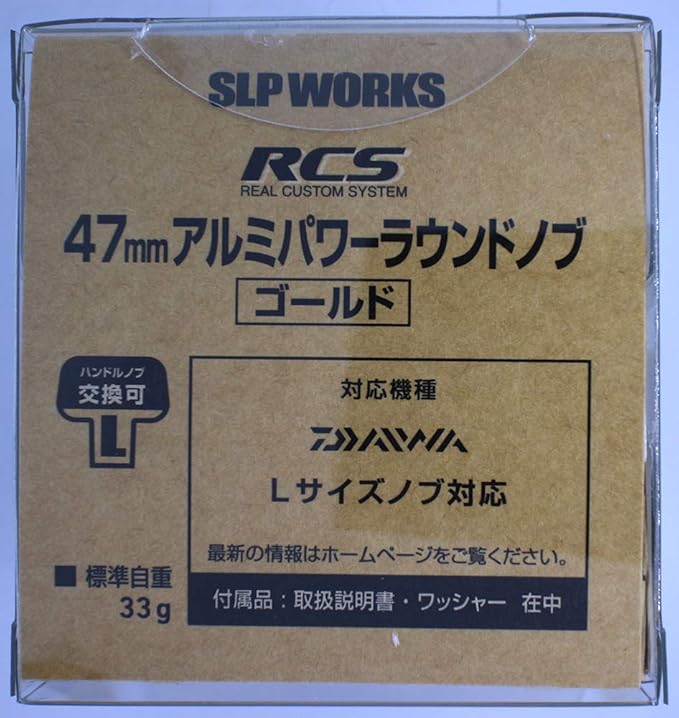 SLP WORKS
RCS
REAL CUSTOM SYSTEM
47mmアルミパワーラウンドノブ
ゴールド
ハンドルノブ
交換可
L
対応機種
DAIWA
Lサイズノブ対応
最新の情報はホームページをご覧ください。
■ 標準自重
33g
付属品：取扱説明書・ワッシャー 在中